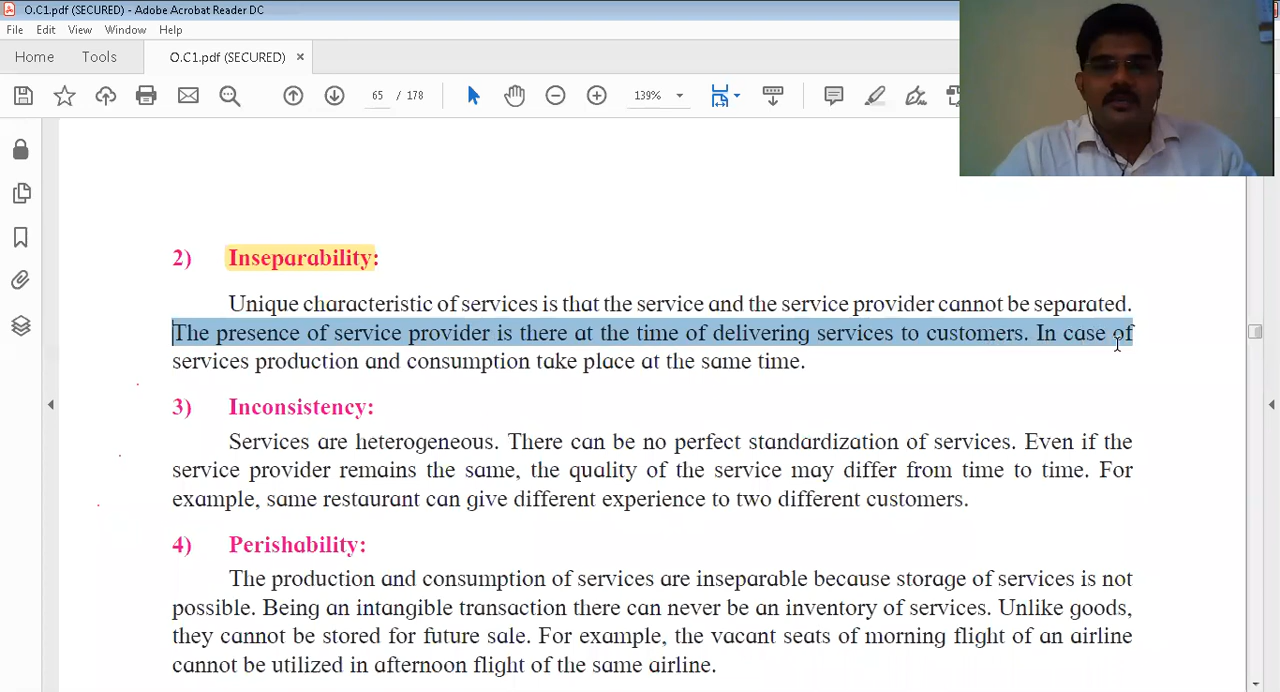 O.C1.pdf (SECURED) - Adobe Acrobat Reader DC
File Edit View Window Help
Home Tools O.C1.pdf (SECURED) ×
65 / 178 139%
2) Inseparability:
Unique characteristic of services is that the service and the service provider cannot be separated.
The presence of service provider is there at the time of delivering services to customers. In case of
services production and consumption take place at the same time.
3) Inconsistency:
Services are heterogeneous. There can be no perfect standardization of services. Even if the
service provider remains the same, the quality of the service may differ from time to time. For
example, same restaurant can give different experience to two different customers.
4) Perishability:
The production and consumption of services are inseparable because storage of services is not
possible. Being an intangible transaction there can never be an inventory of services. Unlike goods,
they cannot be stored for future sale. For example, the vacant seats of morning flight of an airline
cannot be utilized in afternoon flight of the same airline.